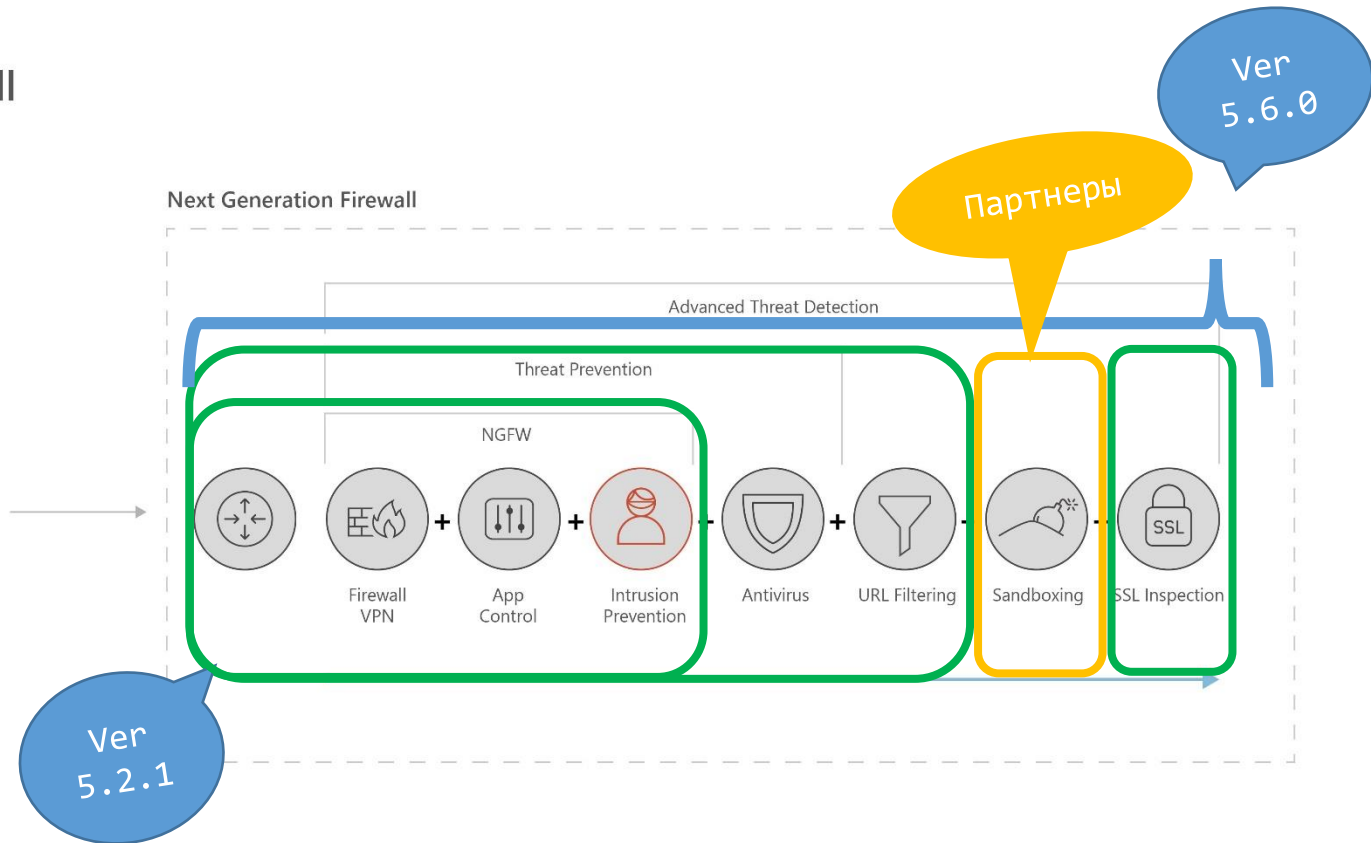 Ver
5.6.0
Партнеры
Next Generation Firewall
Advanced Threat Detection
Threat Prevention
NGFW
SSL
Firewall
VPN
App
Control
Intrusion
Prevention
Antivirus
URL Filtering
Sandboxing
SSL Inspection
Ver
5.2.1